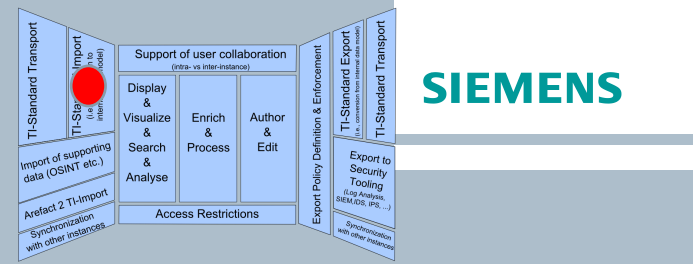 TI-Standard Transport
TI-Sta
Import
(i.e
n to
inter
model)
Import of supporting
data (OSINT etc.)
Arefact 2 TI-Import
Synchronization
with other instances
Support of user collaboration
(intra- vs inter-instance)
Display
&
Visualize
&
Search
&
Analyse
Enrich
&
Process
Author
&
Edit
Access Restrictions
Export Policy Definition & Enforcement
TI-Standard Export
(i.e., conversion from internal data model)
TI-Standard Transport
Export to
Security
Tooling
(Log Analysis,
SIEM,IDS, IPS, ...)
Synchronization
with other instances
SIEMENS